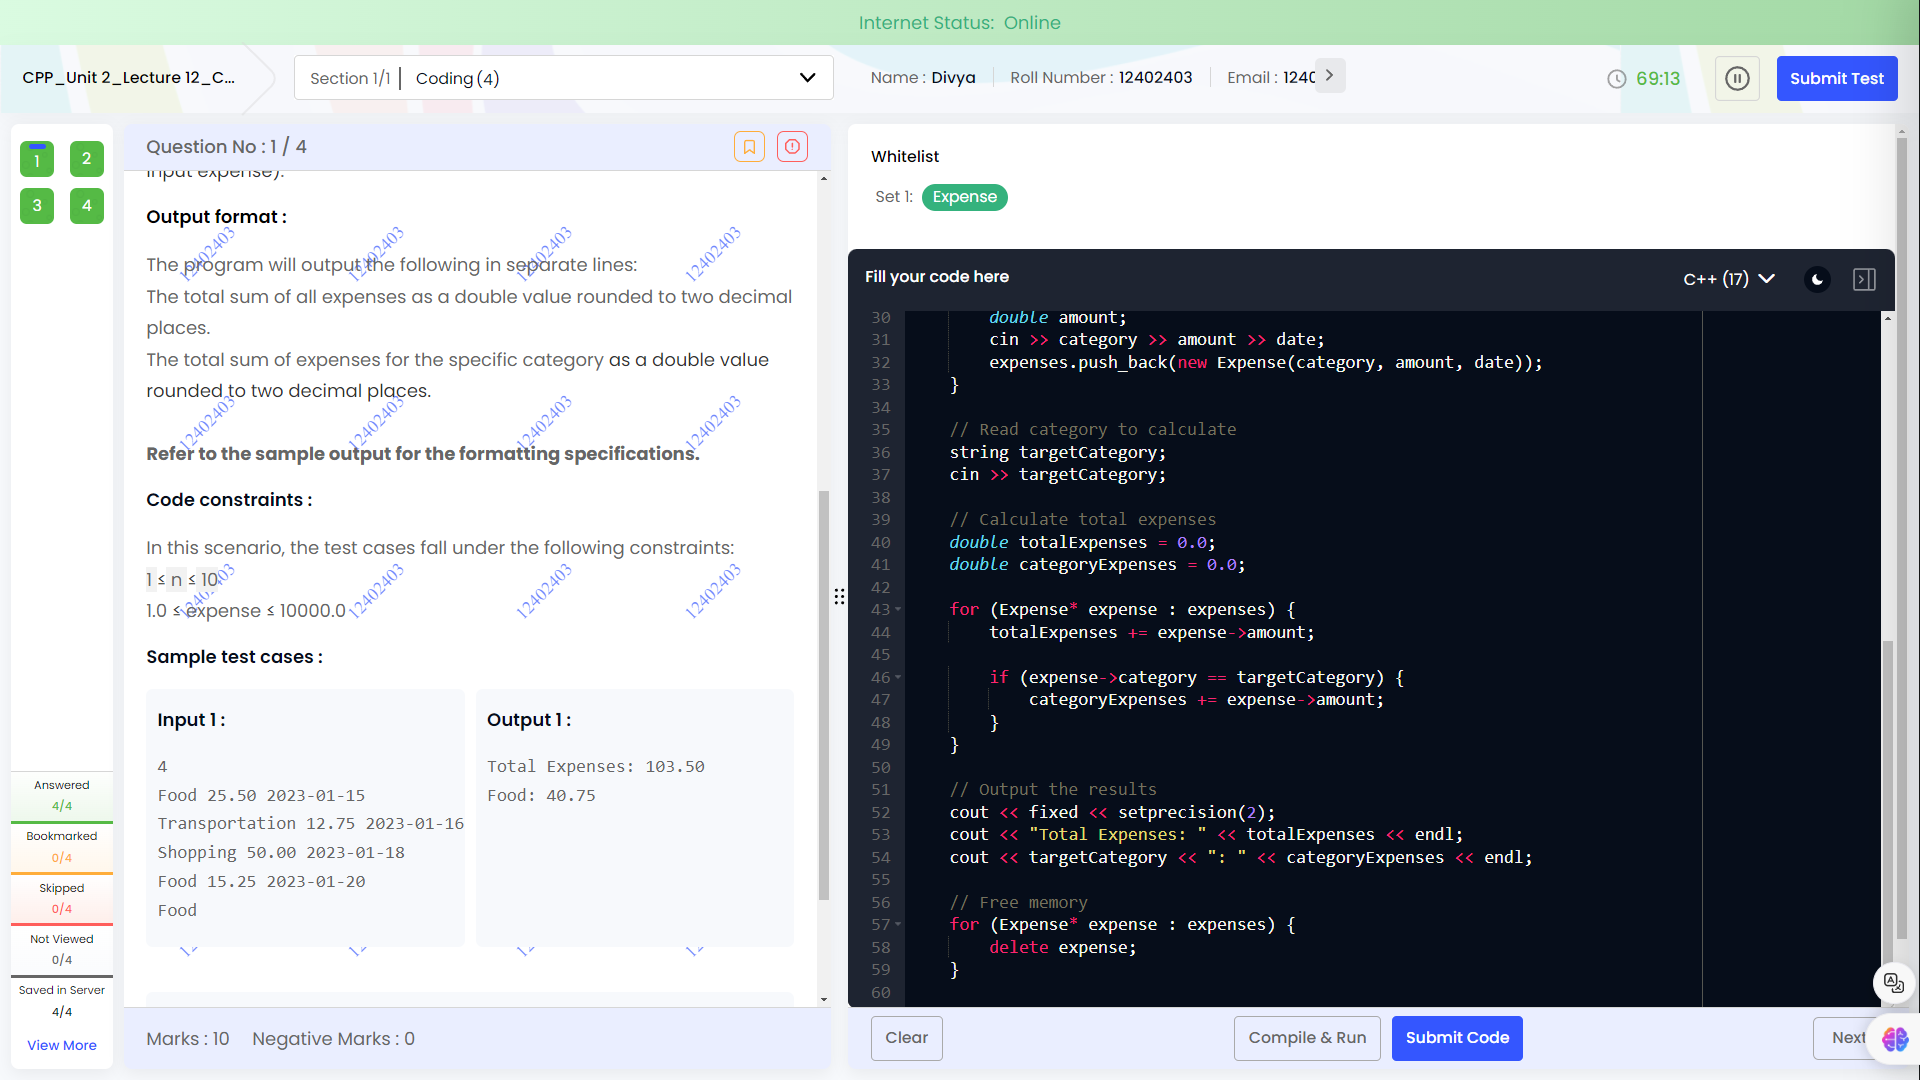 Internet Status: Online
CPP_Unit 2_Lecture 12_C...
Section 1/1 | Coding (4)
Name : Divya
Roll Number : 12402403
Email : 1240
69:13
Submit Test
1
2
3
4
Answered
4/4
Bookmarked
0/4
Skipped
0/4
Not Viewed
0/4
Saved in Server
4/4
View More
Question No : 1 / 4
input expense).
Output format :
The program will output the following in separate lines:
The total sum of all expenses as a double value rounded to two decimal
places.
The total sum of expenses for the specific category as a double value
rounded to two decimal places.
Refer to the sample output for the formatting specifications.
Code constraints :
In this scenario, the test cases fall under the following constraints:
1 ≤ n ≤ 10
1.0 ≤ expense ≤ 10000.0
Sample test cases :
Input 1 :
4
Food 25.50 2023-01-15
Transportation 12.75 2023-01-16
Shopping 50.00 2023-01-18
Food 15.25 2023-01-20
Food
Output 1 :
Total Expenses: 103.50
Food: 40.75
12402403 12402403 12402403 12402403
12402403 12402403 12402403 12402403
12402403 12402403 12402403 12402403
Marks : 10
Negative Marks : 0
Whitelist
Set 1: Expense
Fill your code here
C++ (17)
30 double amount;
31 cin >> category >> amount >> date;
32 expenses.push_back(new Expense(category, amount, date));
33 }
34
35 // Read category to calculate
36 string targetCategory;
37 cin >> targetCategory;
38
39 // Calculate total expenses
40 double totalExpenses = 0.0;
41 double categoryExpenses = 0.0;
42
43 for (Expense* expense : expenses) {
44 totalExpenses += expense->amount;
45
46 if (expense->category == targetCategory) {
47 categoryExpenses += expense->amount;
48 }
49 }
50
51 // Output the results
52 cout << fixed << setprecision(2);
53 cout << "Total Expenses: " << totalExpenses << endl;
54 cout << targetCategory << ": " << categoryExpenses << endl;
55
56 // Free memory
57 for (Expense* expense : expenses) {
58 delete expense;
59 }
60
Clear
Compile & Run
Submit Code
Next